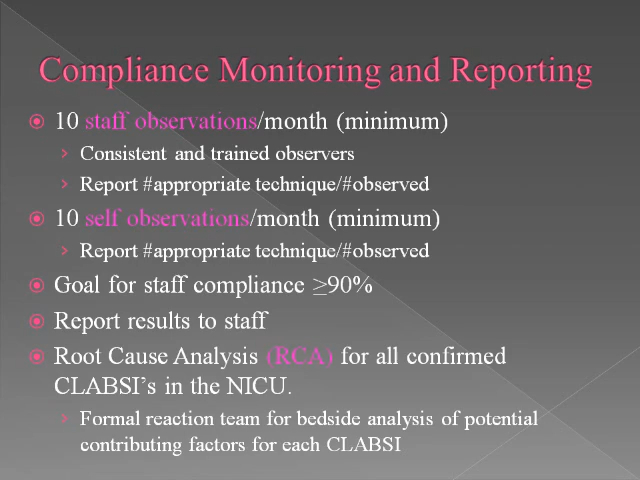 Compliance Monitoring and Reporting
10 staff observations/month (minimum)
Consistent and trained observers
Report #appropriate technique/#observed
10 self observations/month (minimum)
Report #appropriate technique/#observed
Goal for staff compliance ≥90%
Report results to staff
Root Cause Analysis (RCA) for all confirmed
CLABSI’s in the NICU.
Formal reaction team for bedside analysis of potential
contributing factors for each CLABSI